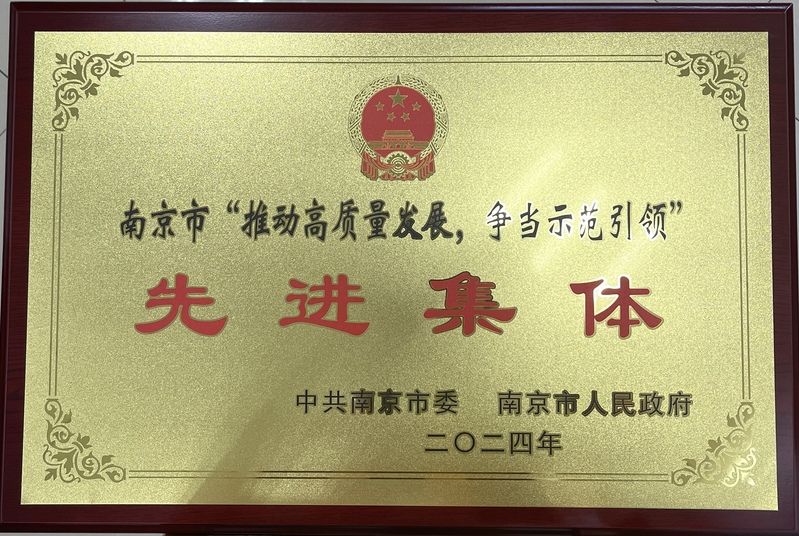 南京市“推动高质量发展，争当示范引领”
先进集体
中共南京市委 南京市人民政府
二〇二四年